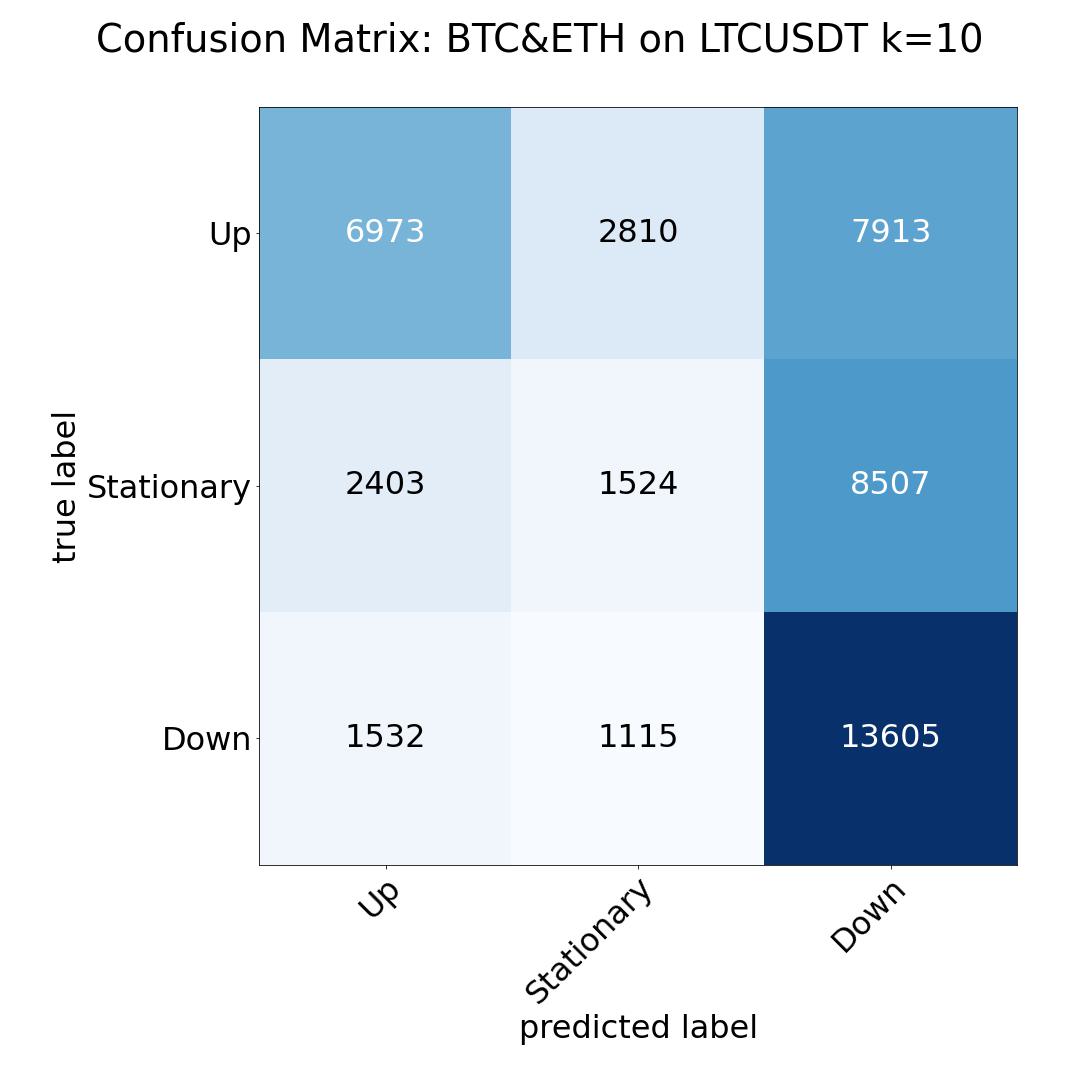 Confusion Matrix: BTC&ETH on LTCUSDT k=10
6973 2810 7913
Up
2403 1524 8507
Stationary
true label
1532 1115 13605
Down
Up
Stationary
Down
predicted label